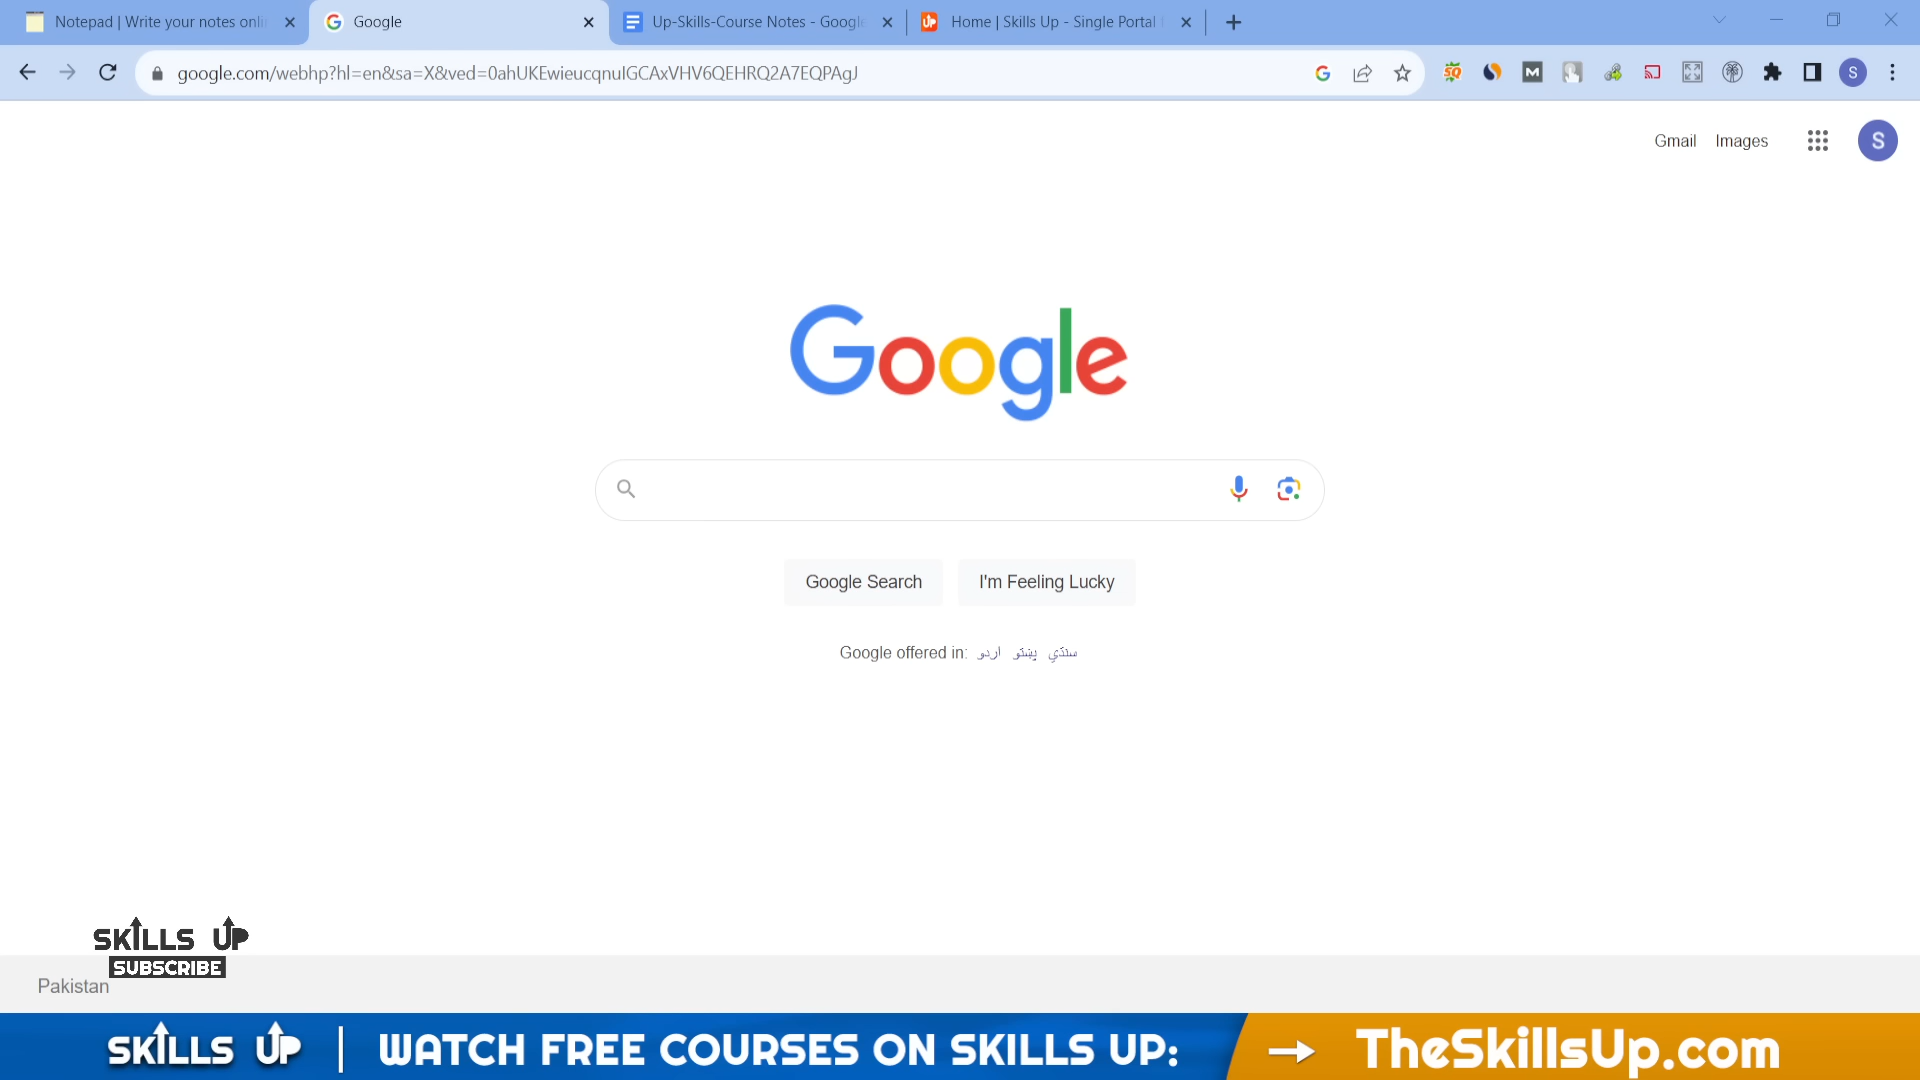 Notepad | Write your notes onli
Google
Up-Skills-Course Notes - Google
Home | Skills Up - Single Portal
google.com/webhp?hl=en&sa=X&ved=0ahUKEwieucqnuIGCAxVHV6QEHRQ2A7EQPAgJ
S
Gmail Images
S
Google
Google Search I'm Feeling Lucky
Google offered in: اردو پښتو سنڌي
SKILLS UP
SUBSCRIBE
Pakistan
SKILLS UP | WATCH FREE COURSES ON SKILLS UP: → TheSkillsUp.com